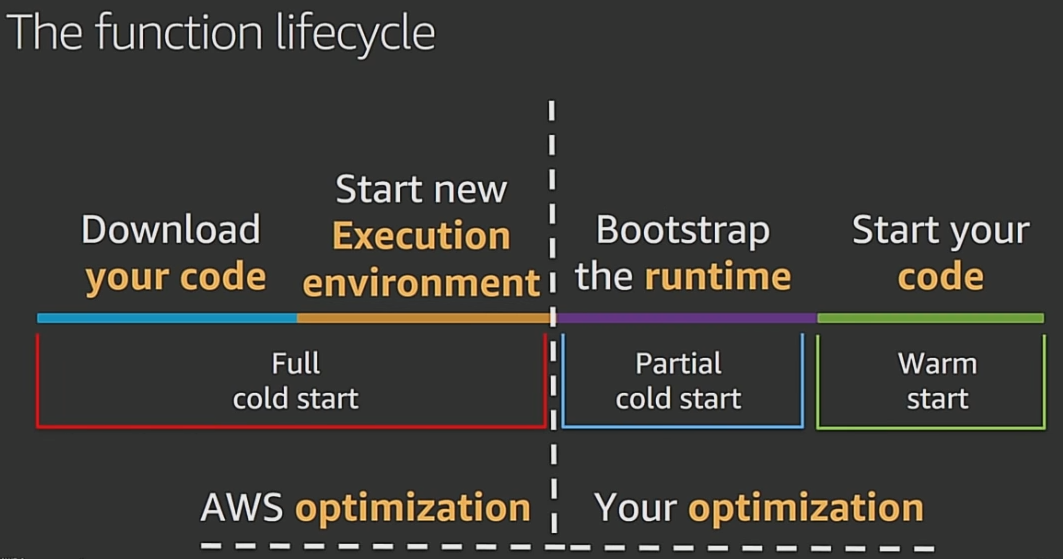 The function lifecycle
Download
your code
Start new
Execution
environment
Bootstrap
the runtime
Start your
code
Full
cold start
Partial
cold start
Warm
start
AWS optimization
Your optimization